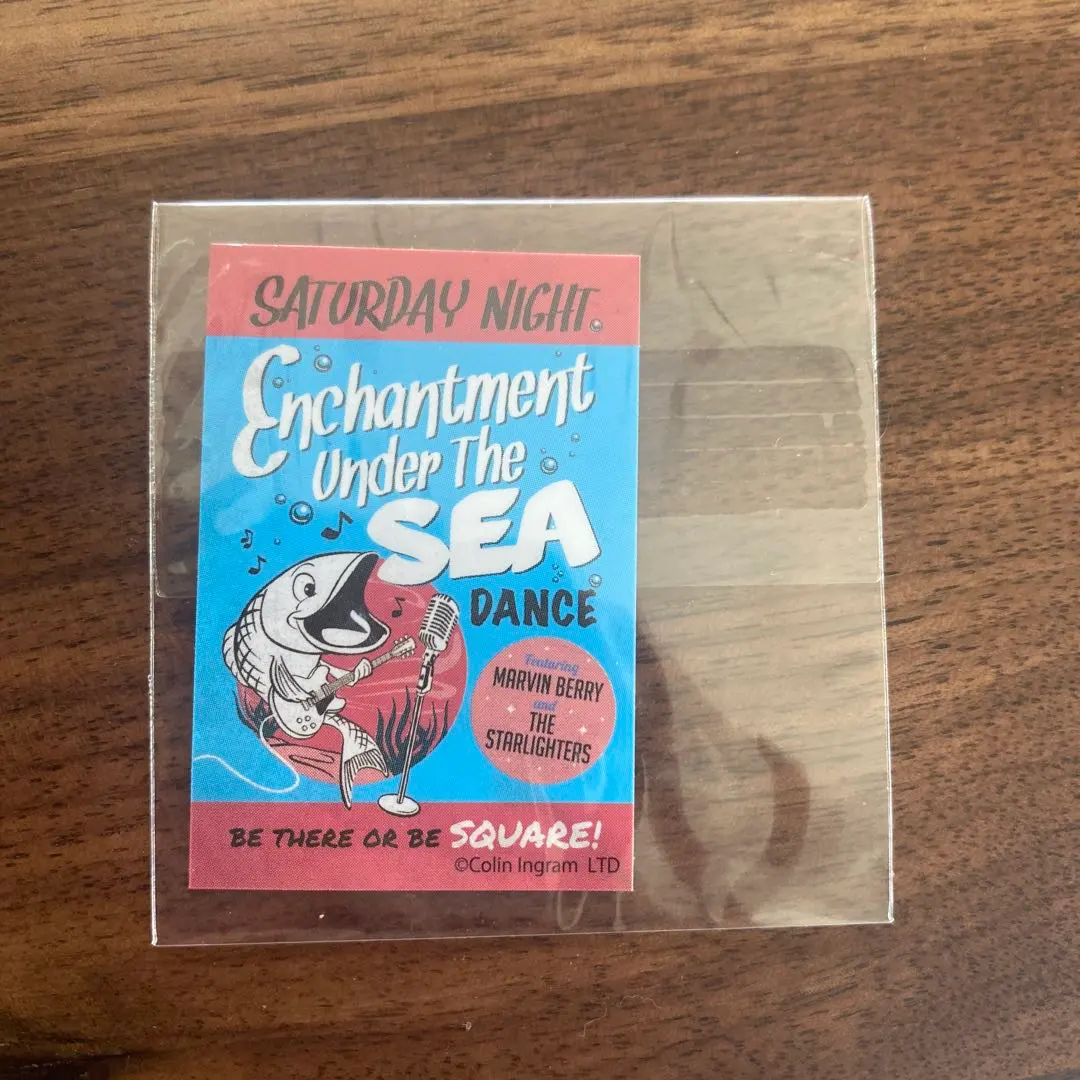 SATURDAY NIGHT
Enchantment
Under The
SEA
DANCE
Featuring
MARVIN BERRY
and
THE
STARLIGHTERS
BE THERE OR BE SQUARE!
©Colin Ingram LTD